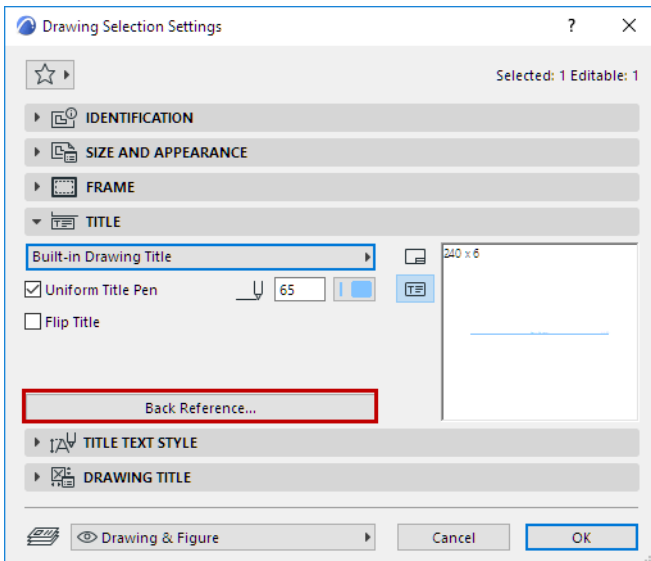 Drawing Selection Settings ?
Selected: 1 Editable: 1
IDENTIFICATION
SIZE AND APPEARANCE
FRAME
TITLE
Built-in Drawing Title
240 x 6
Uniform Title Pen 65
Flip Title
Back Reference...
TITLE TEXT STYLE
DRAWING TITLE
Drawing & Figure Cancel OK